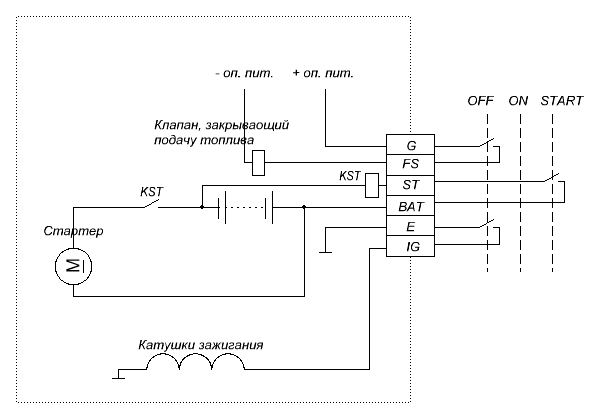 - оп. пит. + оп. пит.
OFF ON START
Клапан, закрывающий
подачу топлива
G
FS
KST
ST
KST
BAT
Стартер
E
IG
M
Катушки зажигания